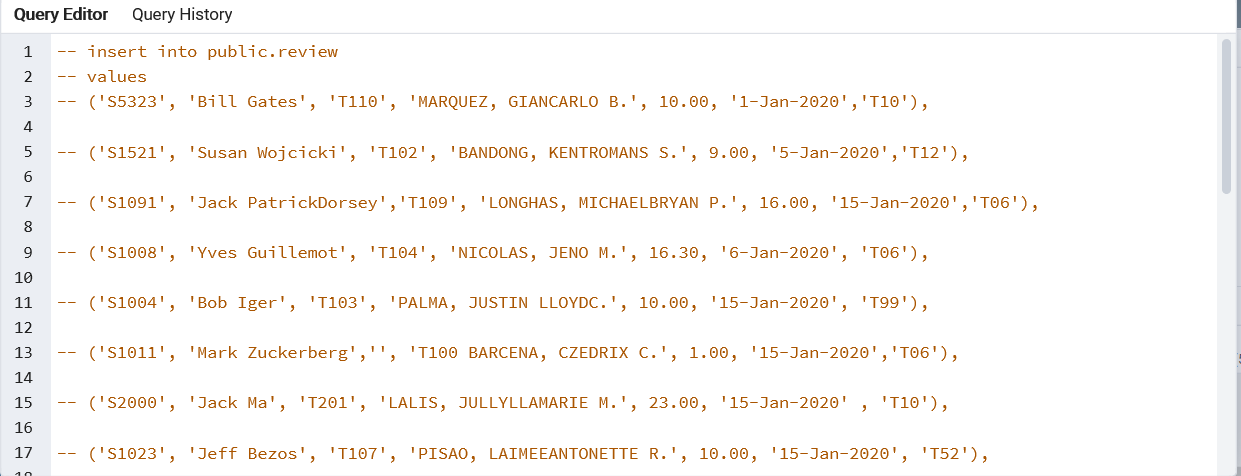 Query Editor Query History
1 -- insert into public.review
2 -- values
3 -- ('S5323', 'Bill Gates', 'T110', 'MARQUEZ, GIANCARLO B.', 10.00, '1-Jan-2020','T10'),
4
5 -- ('S1521', 'Susan Wojcicki', 'T102', 'BANDONG, KENTROMANS S.', 9.00, '5-Jan-2020','T12'),
6
7 -- ('S1091', 'Jack PatrickDorsey','T109', 'LONGHAS, MICHAELBRYAN P.', 16.00, '15-Jan-2020','T06'),
8
9 -- ('S1008', 'Yves Guillemot', 'T104', 'NICOLAS, JENO M.', 16.30, '6-Jan-2020', 'T06'),
10
11 -- ('S1004', 'Bob Iger', 'T103', 'PALMA, JUSTIN LLOYDC.', 10.00, '15-Jan-2020', 'T99'),
12
13 -- ('S1011', 'Mark Zuckerberg','', 'T100 BARCENA, CZEDRIX C.', 1.00, '15-Jan-2020','T06'),
14
15 -- ('S2000', 'Jack Ma', 'T201', 'LALIS, JULLYLLAMARIE M.', 23.00, '15-Jan-2020' , 'T10'),
16
17 -- ('S1023', 'Jeff Bezos', 'T107', 'PISAO, LAIMEEANTONETTE R.', 10.00, '15-Jan-2020', 'T52'),